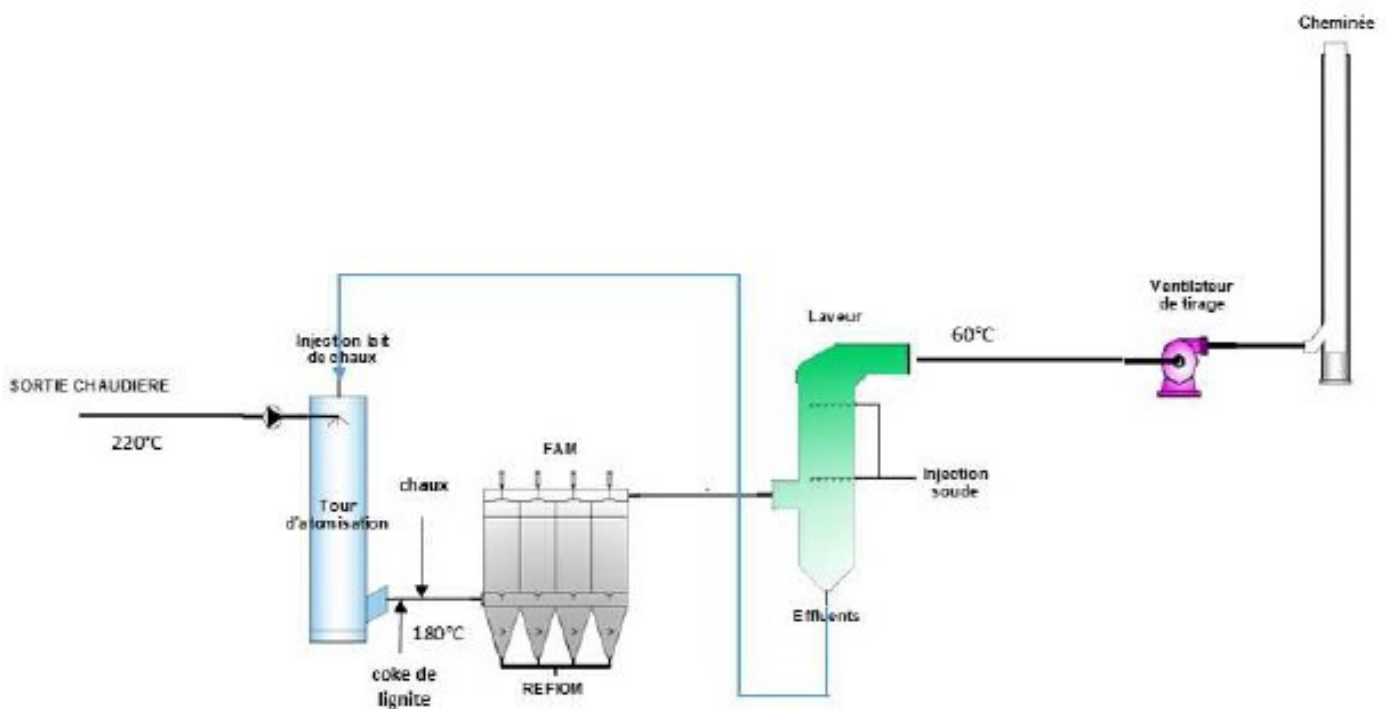 Cheminée
Ventilateur
de tirage
Laveur
60°C
Injection lait
de chaux
SORTIE CHAUDIERE
220°C
FAM
chaux
Injection
soude
Tour
d'atomisation
180°C
Effluents
coke de
lignite
REFIOM